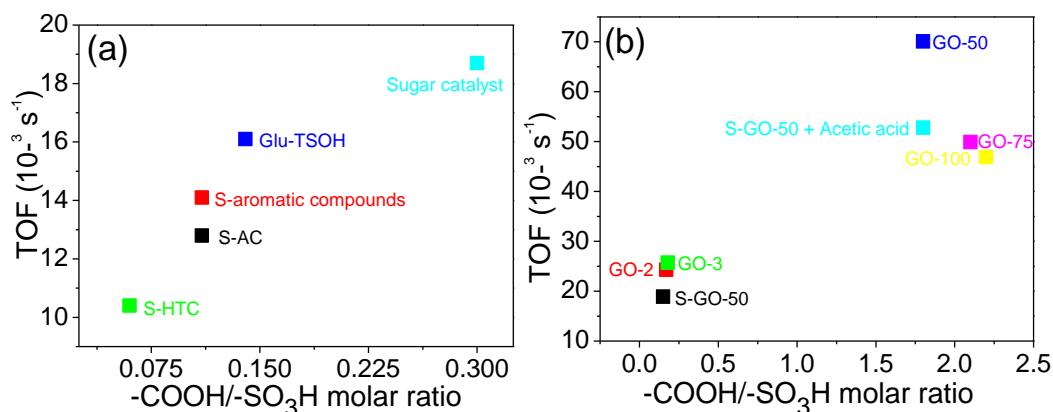 (a)
TOF (10-³ s⁻¹)
20
18
16
14
12
10
Sugar catalyst
Glu-TSOH
S-aromatic compounds
S-AC
S-HTC
0.075 0.150 0.225 0.300
-COOH/-SO₃H molar ratio
(b)
TOF (10-³ s⁻¹)
70
60
50
40
30
20
10
GO-50
S-GO-50 + Acetic acid
GO-75
GO-100
GO-2
GO-3
S-GO-50
0.0 0.5 1.0 1.5 2.0 2.5
-COOH/-SO₃H molar ratio